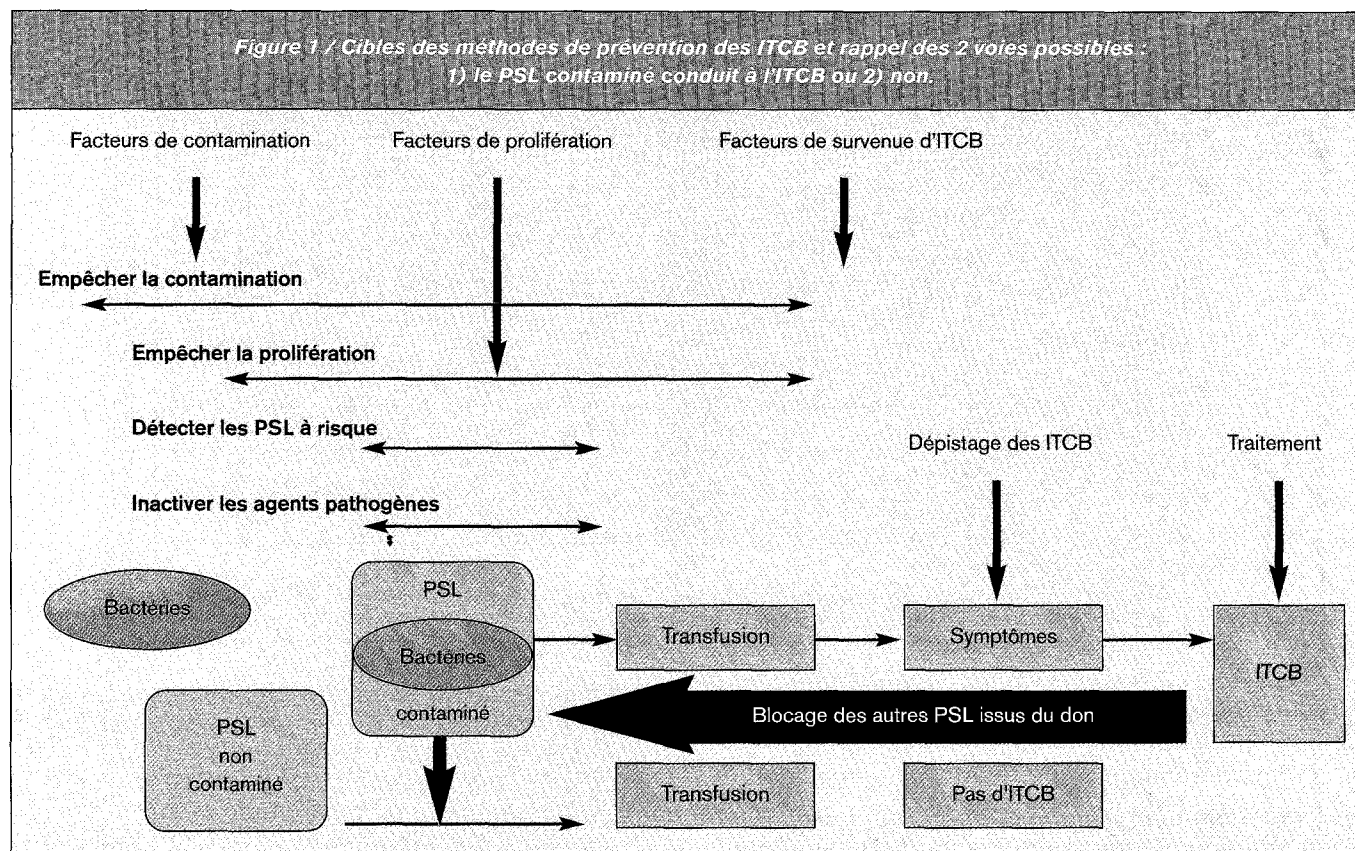 Figure 1 / Cibles des méthodes de prévention des ITCB et rappel des 2 voies possibles :
1) le PSL contaminé conduit à l'ITCB ou 2) non.
Facteurs de contamination
Facteurs de prolifération
Facteurs de survenue d'ITCB
Empêcher la contamination
Empêcher la prolifération
Détecter les PSL à risque
Dépistage des ITCB
Traitement
Inactiver les agents pathogènes
Bactéries
PSL
Bactéries
contaminé
Transfusion
Symptômes
ITCB
Blocage des autres PSL issus du don
PSL
non
contaminé
Transfusion
Pas d'ITCB